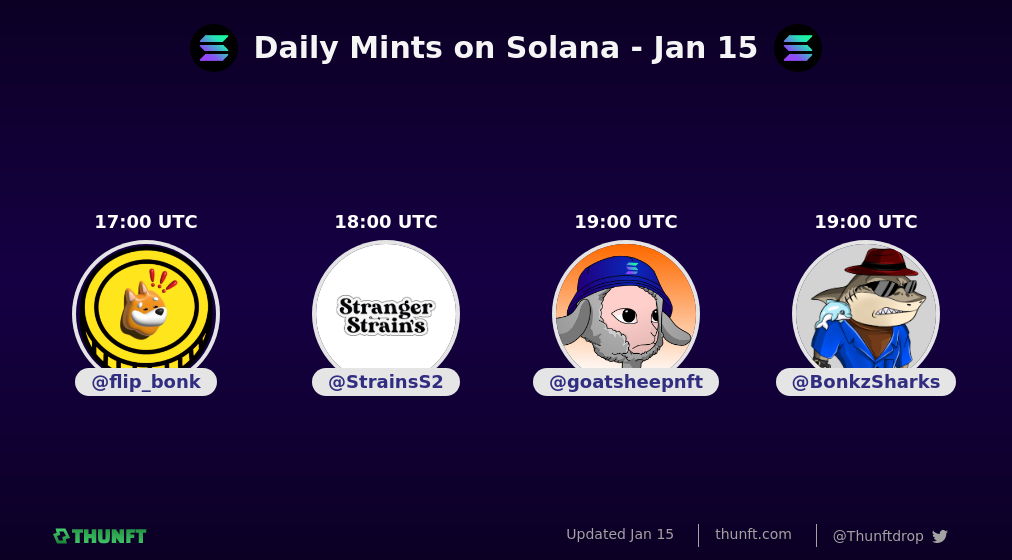 Daily Mints on Solana - Jan 15
17:00 UTC
18:00 UTC
19:00 UTC
19:00 UTC
Stranger
Strains
@flip_bonk
@StrainsS2
@goatsheepnft
@BonkzSharks
THUNFT
Updated Jan 15
thunft.com
@Thunftdrop